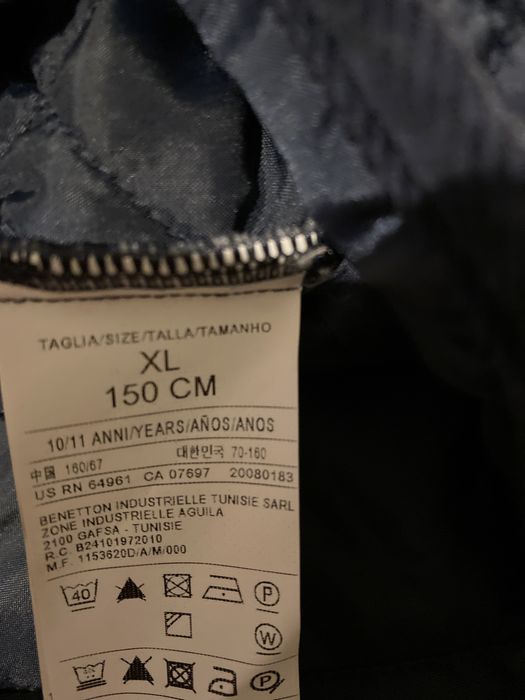 TAGLIA/SIZE/TALLA/TAMANHO
XL
150 CM
10/11 ANNI/YEARS/AÑOS/ANOS
中国 160/67 대한민국 70-160
US RN 64961 CA 07697 20080183
BENETTON INDUSTRIELLE TUNISIE SARL
ZONE INDUSTRIELLE AGUILA
2100 GAFSA - TUNISIE
R.C. B24101972010
M.F. 1153620D/A/M/000
40 P
W